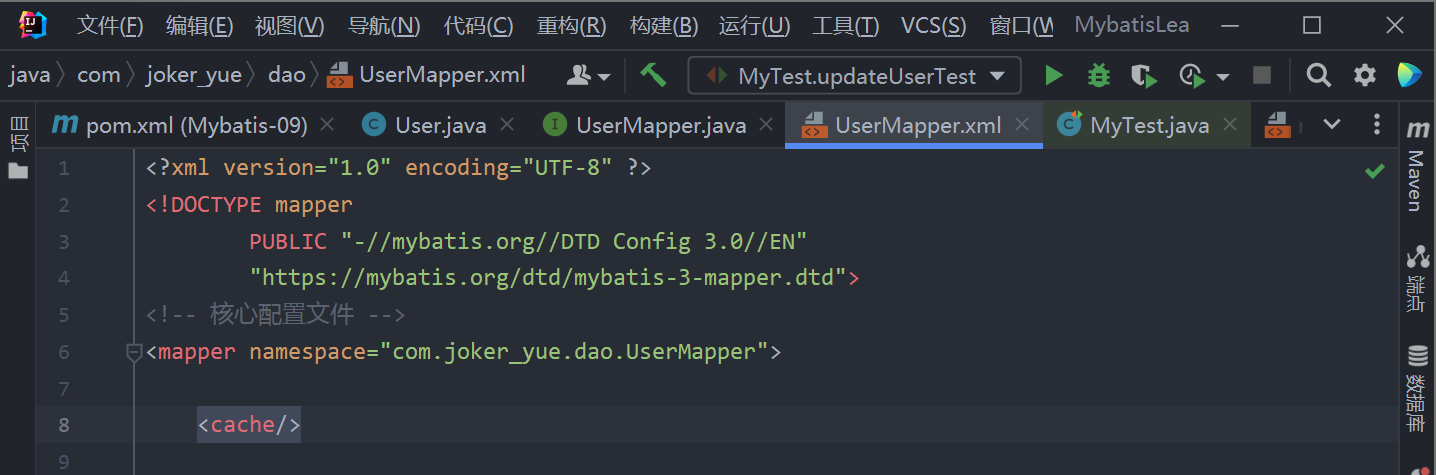 文件(F) 编辑(E) 视图(V) 导航(N) 代码(C) 重构(R) 构建(B) 运行(U) 工具(T) VCS(S) 窗口(W MybatisLea
java com joker_yue dao UserMapper.xml MyTest.updateUserTest
项目
pom.xml (Mybatis-09) User.java UserMapper.java UserMapper.xml MyTest.java
1 <?xml version="1.0" encoding="UTF-8" ?>
2 <!DOCTYPE mapper
3 PUBLIC "-//mybatis.org//DTD Config 3.0//EN"
4 "https://mybatis.org/dtd/mybatis-3-mapper.dtd">
5 <!-- 核心配置文件 -->
6 <mapper namespace="com.joker_yue.dao.UserMapper">
7
8 <cache/>
9
Maven
端点
数据库